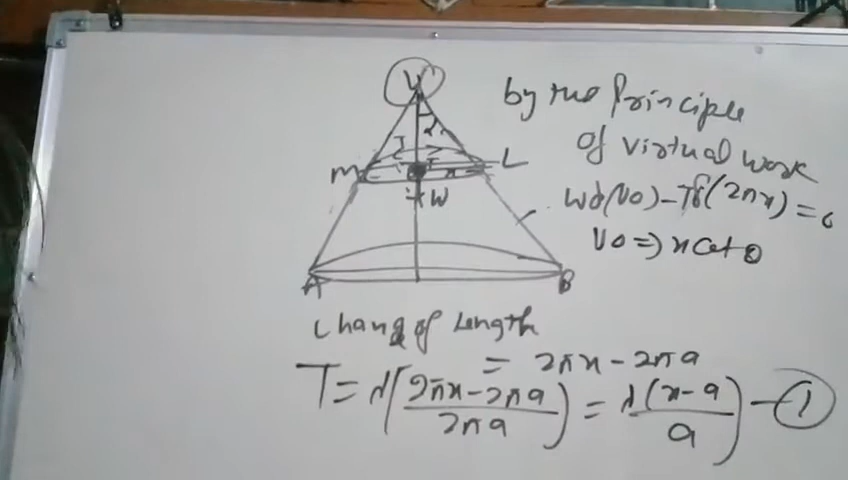 V
α
T T
M L
O x
W
A B
by the Principle
of virtual work
Wδ(VO) - Tδ(2πx) = 0
VO => x cot θ
Change of Length
= 2πx - 2πa
T = λ(2πx - 2πa / 2πa) = λ(x - a / a) - ①